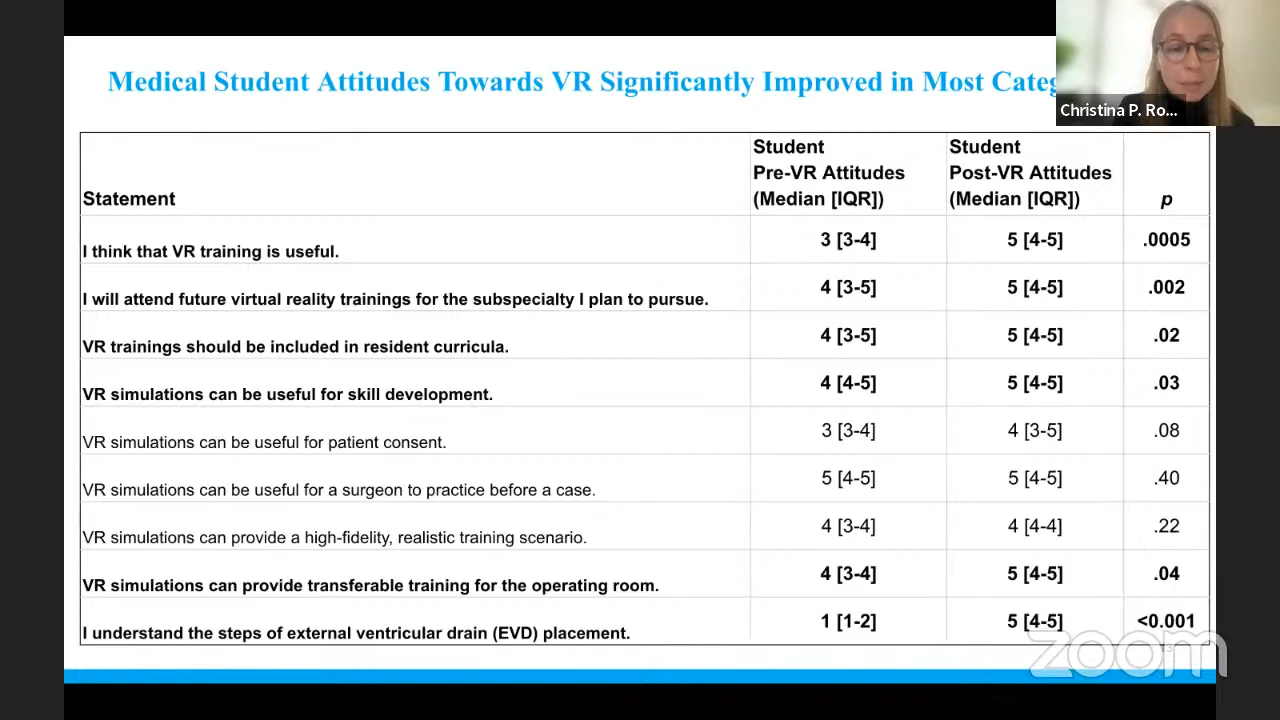 Medical Student Attitudes Towards VR Significantly Improved in Most Categ
Christina P. Ro...
Statement
Student
Pre-VR Attitudes
(Median [IQR])
Student
Post-VR Attitudes
(Median [IQR])
p
I think that VR training is useful. 3 [3-4] 5 [4-5] .0005
I will attend future virtual reality trainings for the subspecialty I plan to pursue. 4 [3-5] 5 [4-5] .002
VR trainings should be included in resident curricula. 4 [3-5] 5 [4-5] .02
VR simulations can be useful for skill development. 4 [4-5] 5 [4-5] .03
VR simulations can be useful for patient consent. 3 [3-4] 4 [3-5] .08
VR simulations can be useful for a surgeon to practice before a case. 5 [4-5] 5 [4-5] .40
VR simulations can provide a high-fidelity, realistic training scenario. 4 [3-4] 4 [4-4] .22
VR simulations can provide transferable training for the operating room. 4 [3-4] 5 [4-5] .04
I understand the steps of external ventricular drain (EVD) placement. 1 [1-2] 5 [4-5] <0.001
zoom